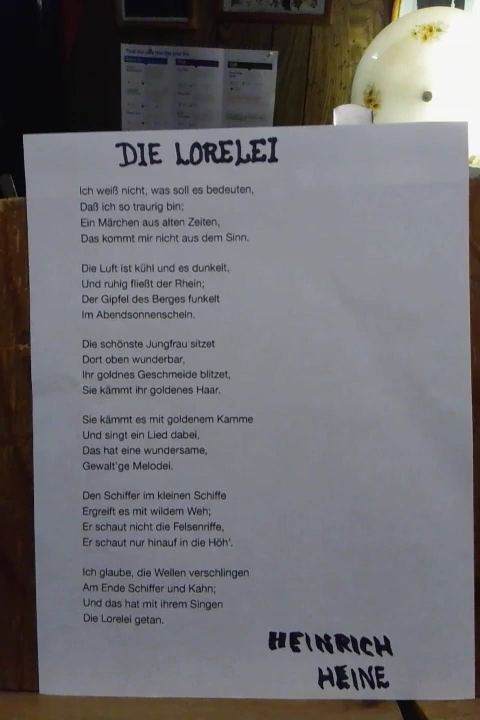 DIE LORELEI
Ich weiß nicht, was soll es bedeuten,
Daß ich so traurig bin;
Ein Märchen aus alten Zeiten,
Das kommt mir nicht aus dem Sinn.
Die Luft ist kühl und es dunkelt,
Und ruhig fließt der Rhein;
Der Gipfel des Berges funkelt
Im Abendsonnenschein.
Die schönste Jungfrau sitzet
Dort oben wunderbar,
Ihr goldnes Geschmeide blitzet,
Sie kämmt ihr goldenes Haar.
Sie kämmt es mit goldenem Kamme
Und singt ein Lied dabei,
Das hat eine wundersame,
Gewalt'ge Melodei.
Den Schiffer im kleinen Schiffe
Ergreift es mit wildem Weh;
Er schaut nicht die Felsenriffe,
Er schaut nur hinauf in die Höh'.
Ich glaube, die Wellen verschlingen
Am Ende Schiffer und Kahn;
Und das hat mit ihrem Singen
Die Lorelei getan.
HEINRICH
HEINE